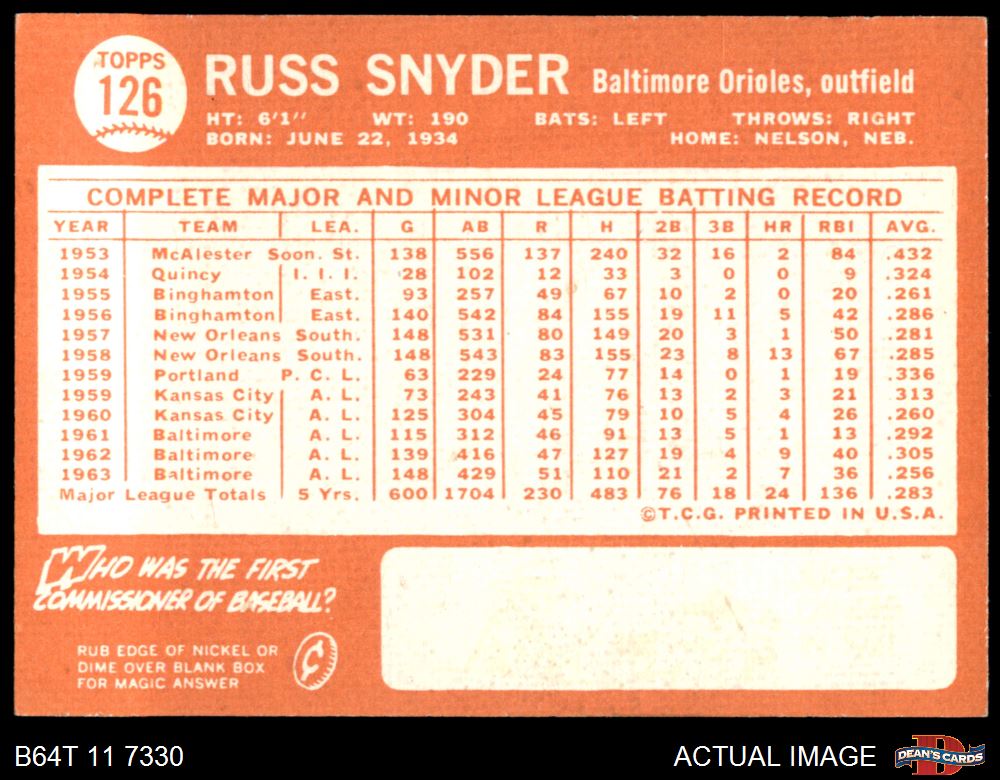 TOPPS
126
RUSS SNYDER Baltimore Orioles, outfield
HT: 6'1" WT: 190 BATS: LEFT THROWS: RIGHT
BORN: JUNE 22, 1934 HOME: NELSON, NEB.
COMPLETE MAJOR AND MINOR LEAGUE BATTING RECORD
YEAR TEAM LEA. G AB R H 2B 3B HR RBI AVG.
1953 McAlester Soon. St. 138 556 137 240 32 16 2 84 .432
1954 Quincy I. I. I. 28 102 12 33 3 0 0 9 .324
1955 Binghamton East. 93 257 49 67 10 2 0 20 .261
1956 Binghamton East. 140 542 84 155 19 11 5 42 .286
1957 New Orleans South. 148 531 80 149 20 3 1 50 .281
1958 New Orleans South. 148 543 83 155 23 8 13 67 .285
1959 Portland P. C. L. 63 229 24 77 14 0 1 19 .336
1959 Kansas City A. L. 73 243 41 76 13 2 3 21 .313
1960 Kansas City A. L. 125 304 45 79 10 5 4 26 .260
1961 Baltimore A. L. 115 312 46 91 13 5 1 13 .292
1962 Baltimore A. L. 139 416 47 127 19 4 9 40 .305
1963 Baltimore A. L. 148 429 51 110 21 2 7 36 .256
Major League Totals 5 Yrs. 600 1704 230 483 76 18 24 136 .283
©T.C.G. PRINTED IN U.S.A.
WHO WAS THE FIRST
COMMISSIONER OF BASEBALL?
RUB EDGE OF NICKEL OR
DIME OVER BLANK BOX
FOR MAGIC ANSWER
¢
B64T 11 7330 ACTUAL IMAGE
D
DEAN'S CARDS